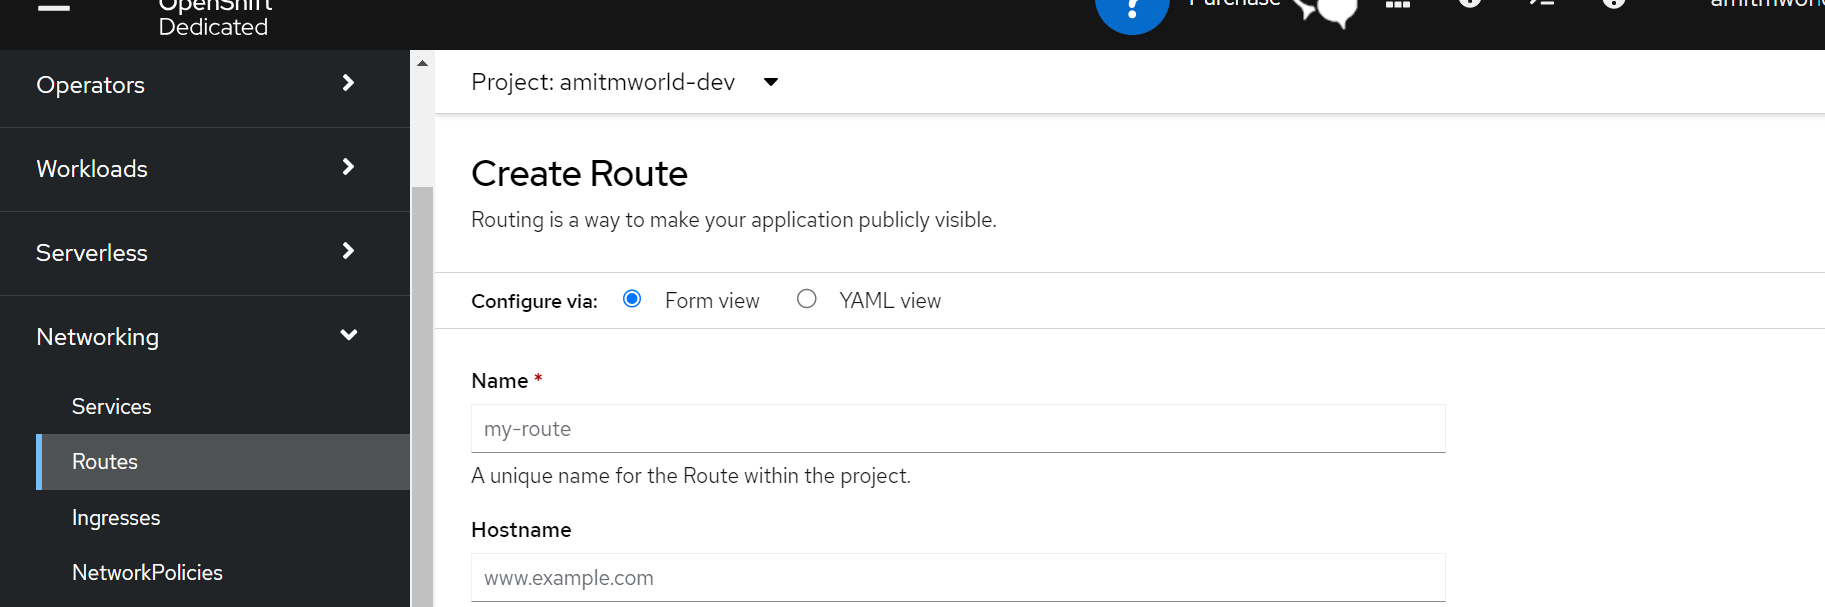 OpenShift
Dedicated
Purchase
Operators
Workloads
Serverless
Networking
Services
Routes
Ingresses
NetworkPolicies
Project: amitmworld-dev
Create Route
Routing is a way to make your application publicly visible.
Configure via:
Form view
YAML view
Name *
my-route
A unique name for the Route within the project.
Hostname
www.example.com